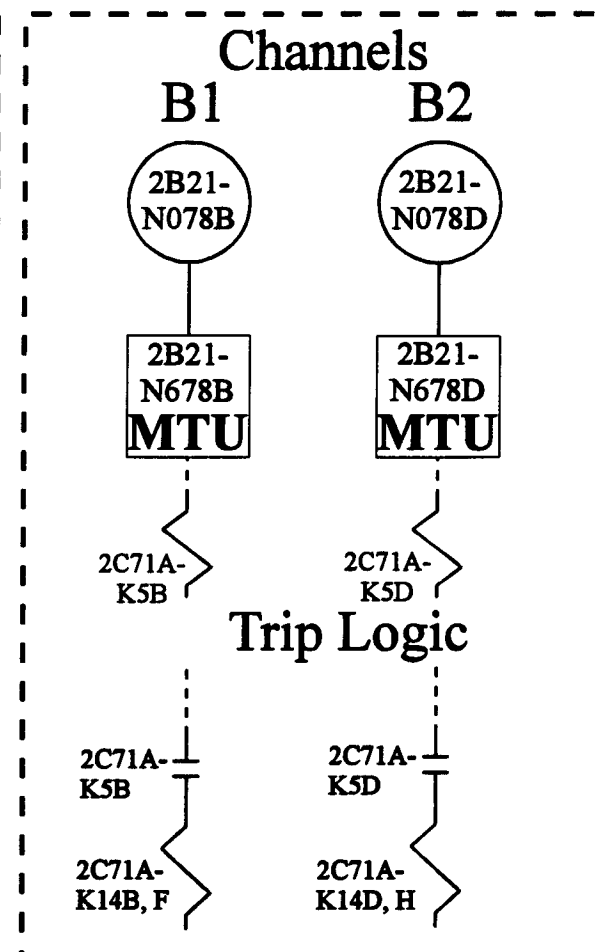 Channels
B1 B2
2B21-
N078B
2B21-
N078D
2B21-
N678B
MTU
2B21-
N678D
MTU
2C71A-
K5B
2C71A-
K5D
Trip Logic
2C71A-
K5B
2C71A-
K5D
2C71A-
K14B, F
2C71A-
K14D, H